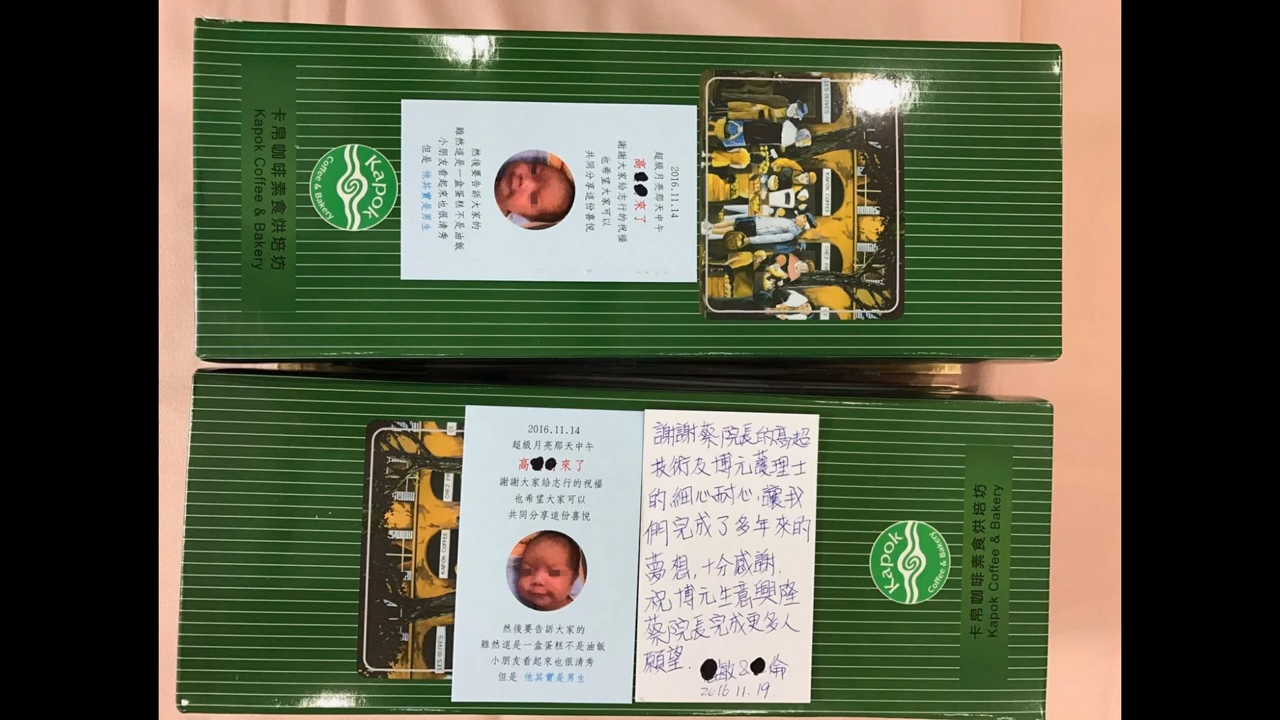 卡帛咖啡素食烘培坊
Kapok Coffee & Bakery
Kapok
Coffee & Bakery
2016.11.14
超級月亮那天中午
高 來了
謝謝大家給志行的祝福
也希望大家可以
共同分享這份喜悅
然後要告訴大家的
雖然這是一盒蛋糕不是油飯
小朋友看起來也很清秀
但是 他其實是男生
KAPOK COFFEE
2016.11.14
超級月亮那天中午
高 來了
謝謝大家給志行的祝福
也希望大家可以
共同分享這份喜悅
然後要告訴大家的
雖然這是一盒蛋糕不是油飯
小朋友看起來也很清秀
但是 他其實是男生
謝謝蔡院長的高超
技術及博元護理士
的細心耐心,讓我
們完成了多年來的
夢想,十分感謝.
祝博元生意興隆
蔡院長完成更多人
願望.
敏& 倫
2016.11.19.
KAPOK COFFEE
Kapok
Coffee & Bakery
卡帛咖啡素食烘培坊
Kapok Coffee & Bakery